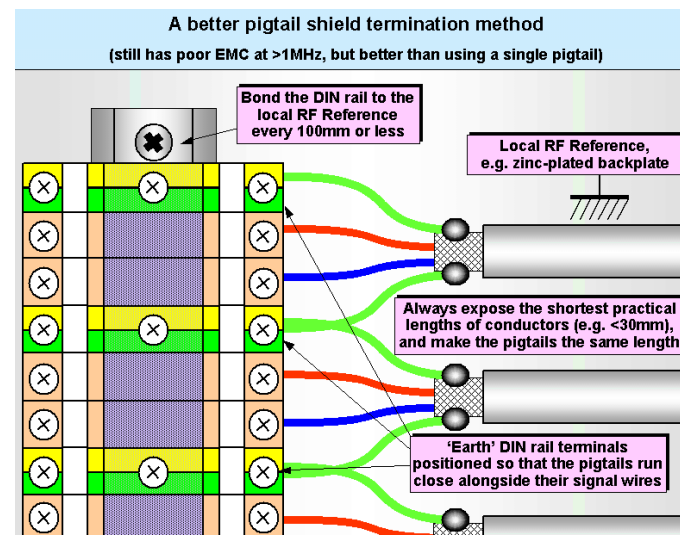 A better pigtail shield termination method
(still has poor EMC at >1MHz, but better than using a single pigtail)
Bond the DIN rail to the
local RF Reference
every 100mm or less
Local RF Reference,
e.g. zinc-plated backplate
Always expose the shortest practical
lengths of conductors (e.g. <30mm),
and make the pigtails the same length
‘Earth’ DIN rail terminals
positioned so that the pigtails run
close alongside their signal wires